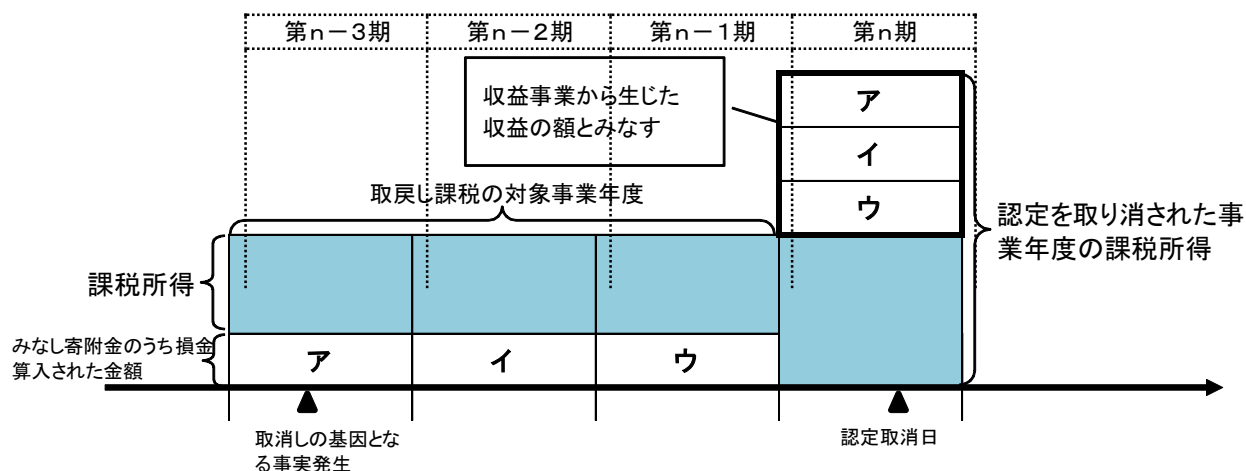 第n－3期
第n－2期
第n－1期
第n期
収益事業から生じた
収益の額とみなす
ア
イ
ウ
取戻し課税の対象事業年度
認定を取り消された事
業年度の課税所得
課税所得
みなし寄附金のうち損金
算入された金額
ア
イ
ウ
取消しの基因とな
る事実発生
認定取消日